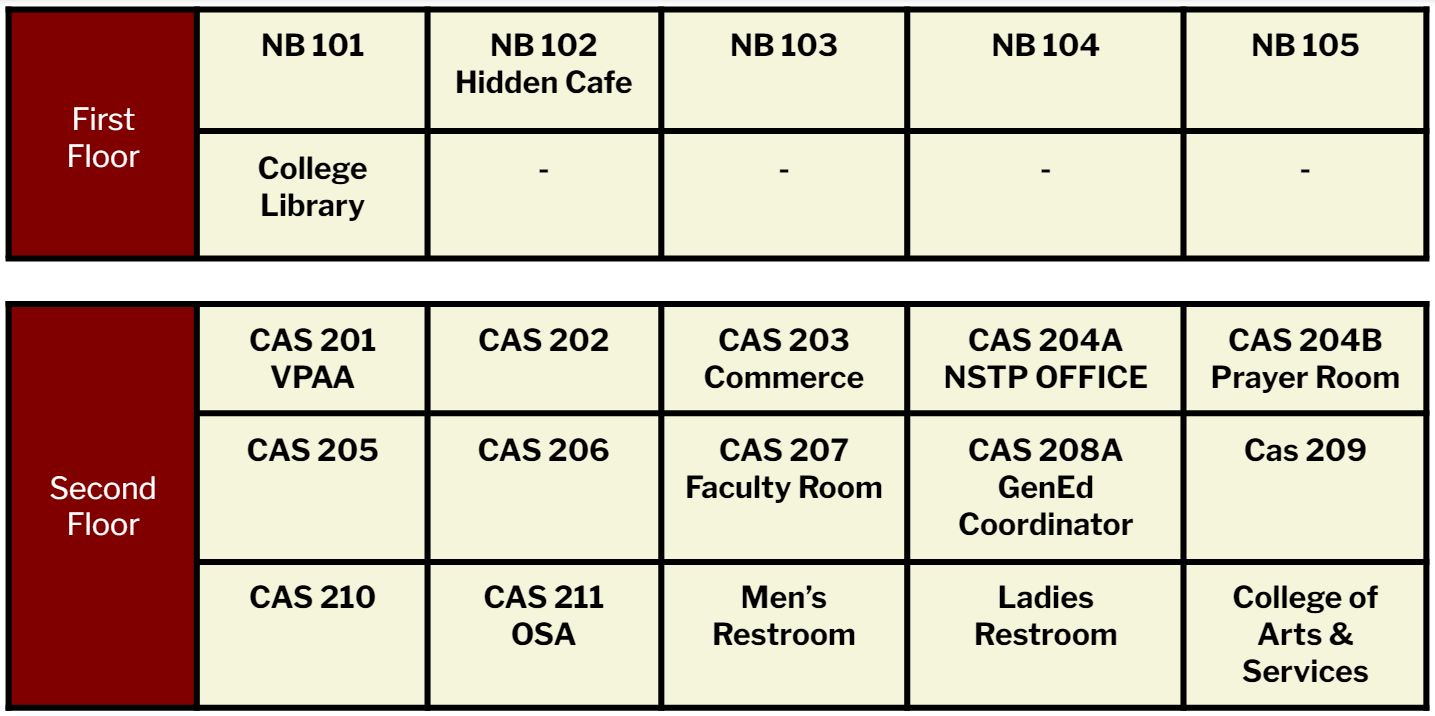 First
Floor
NB 101
NB 102
Hidden Cafe
NB 103
NB 104
NB 105
College
Library
-
-
-
-
Second
Floor
CAS 201
VPAA
CAS 202
CAS 203
Commerce
CAS 204A
NSTP OFFICE
CAS 204B
Prayer Room
CAS 205
CAS 206
CAS 207
Faculty Room
CAS 208A
GenEd
Coordinator
Cas 209
CAS 210
CAS 211
OSA
Men’s
Restroom
Ladies
Restroom
College of
Arts &
Services